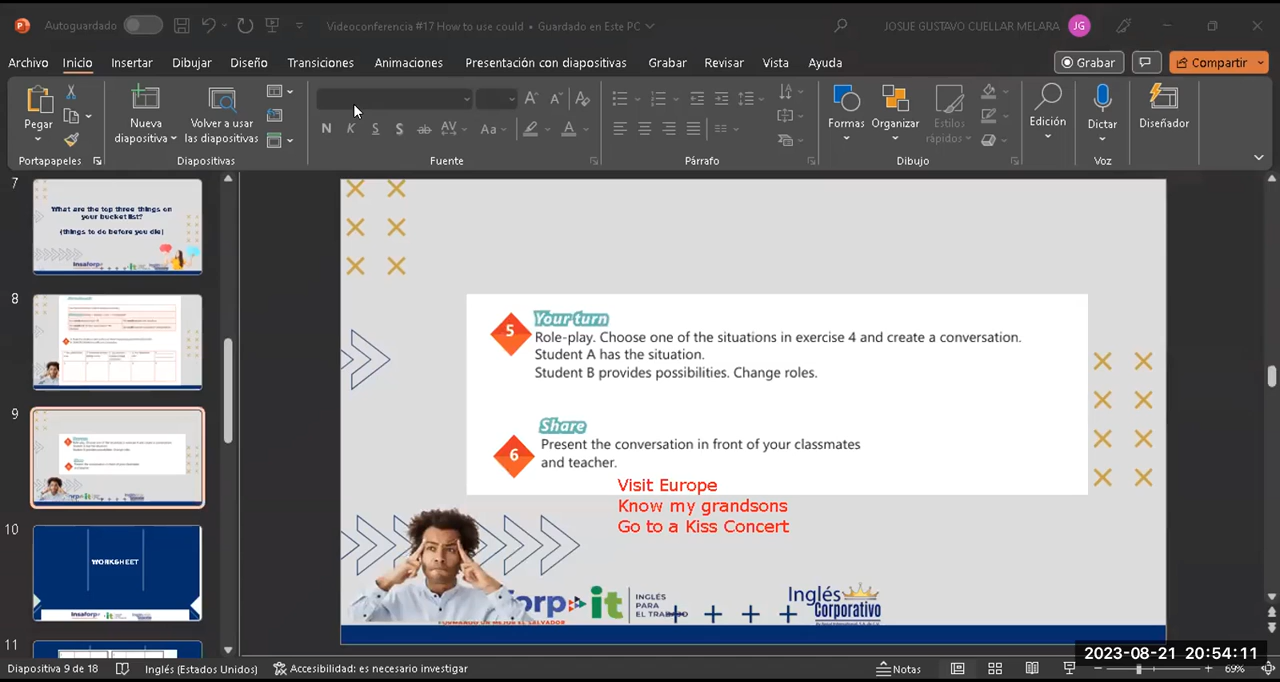 Autoguardado
Videoconferencia #17 How to use could • Guardado en Este PC
JOSUE GUSTAVO CUELLAR MELARA JG
Archivo Inicio Insertar Dibujar Diseño Transiciones Animaciones Presentación con diapositivas Grabar Revisar Vista Ayuda
Grabar Compartir
Pegar
Nueva diapositiva
Volver a usar las diapositivas
N K S S ab AV Aa A
Formas Organizar Estilos rápidos
Edición Dictar Diseñador
Portapapeles Diapositivas Fuente Párrafo Dibujo Voz
7
What are the top three things on
your bucket list?
(things to do before you die)
8
9
10
WORKSHEET
11
5 Your turn
Role-play. Choose one of the situations in exercise 4 and create a conversation.
Student A has the situation.
Student B provides possibilities. Change roles.
6 Share
Present the conversation in front of your classmates
and teacher.
Visit Europe
Know my grandsons
Go to a Kiss Concert
orp it
INGLÉS
PARA
EL TRABAJO
Inglés
Corporativo
2023-08-21 20:54:11
Diapositiva 9 de 18 Inglés (Estados Unidos) Accesibilidad: es necesario investigar Notas 69%